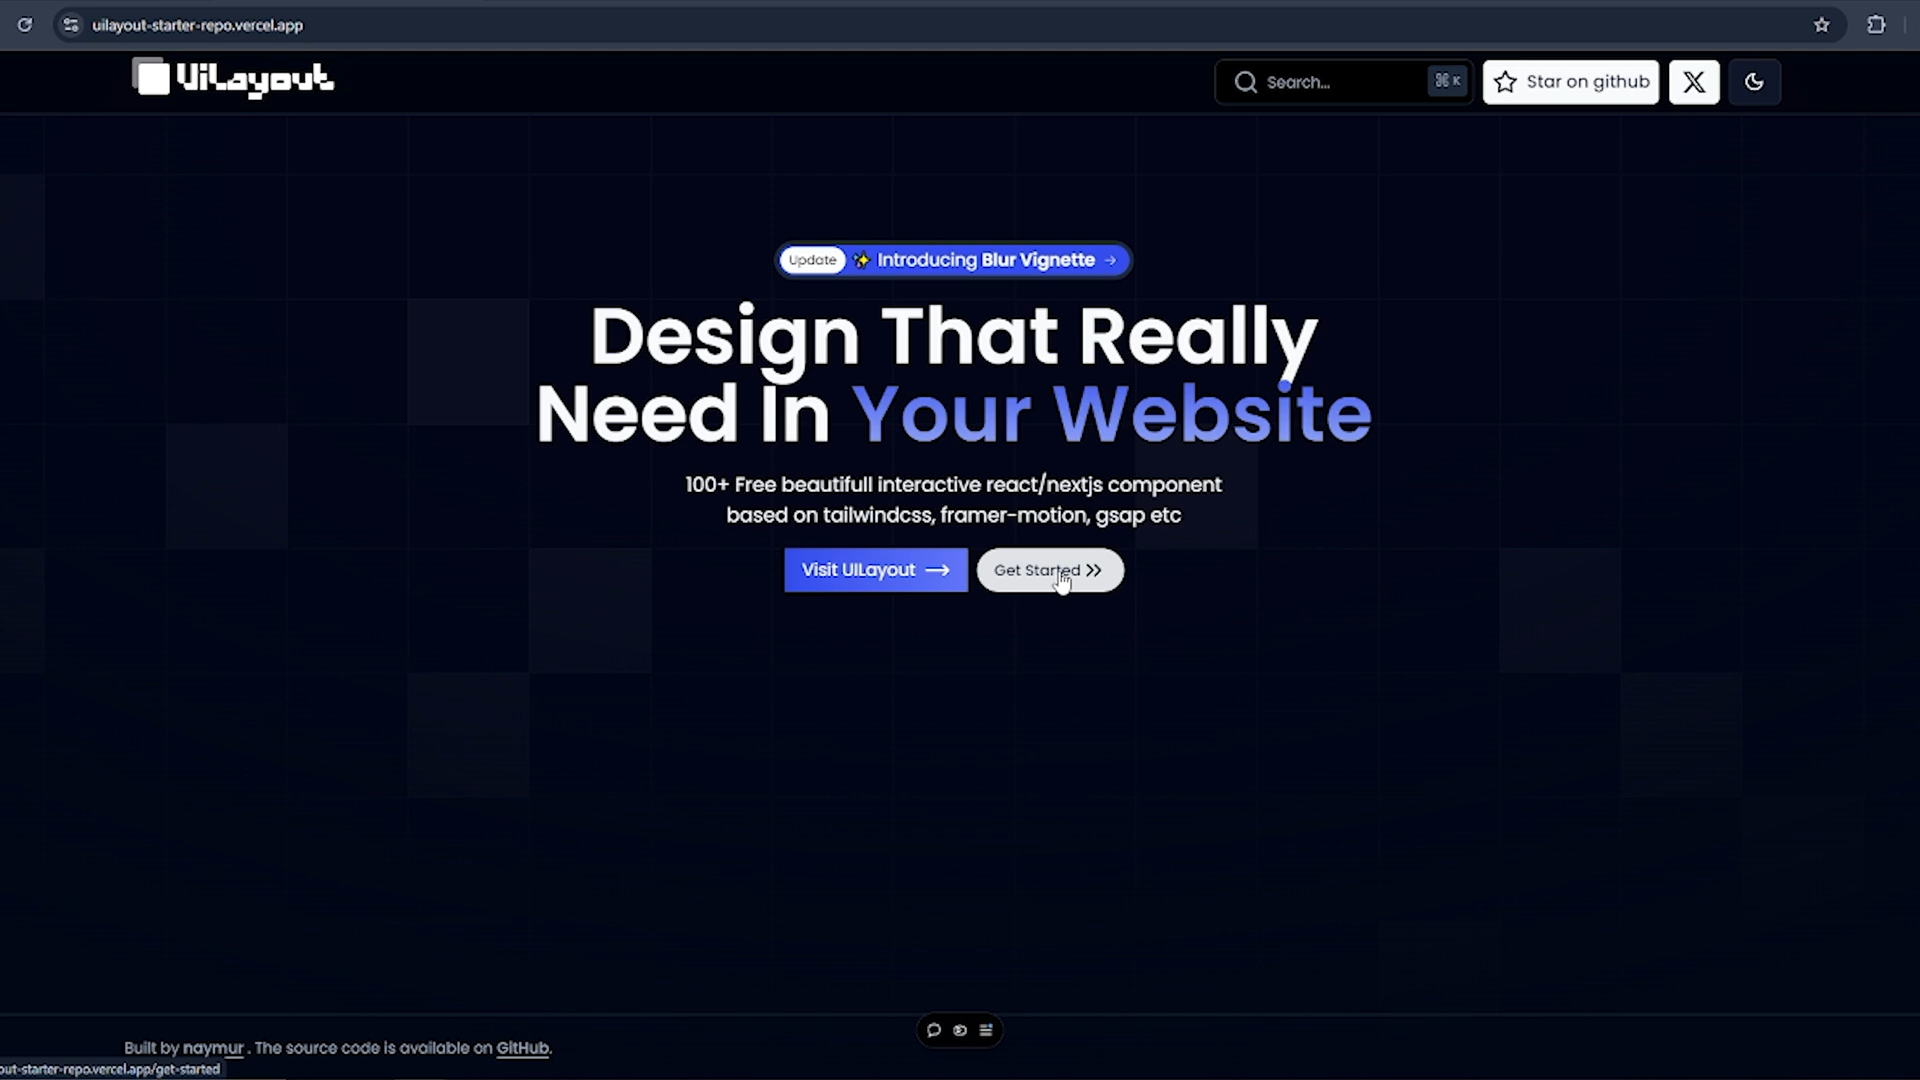 uilayout-starter-repo.vercel.app
UiLayout
Search...
⌘ K
Star on github
Update
✨ Introducing Blur Vignette →
Design That Really
Need In Your Website
100+ Free beautifull interactive react/nextjs component
based on tailwindcss, framer-motion, gsap etc
Visit UILayout
Get Started
Built by naymur . The source code is available on GitHub.
out-starter-repo.vercel.app/get-started